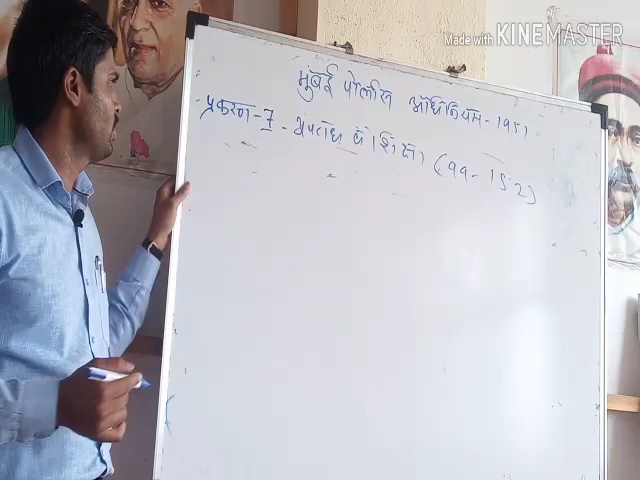 Made with KINEMASTER
मुंबई पोलीस अधिनियम - 1951
प्रकरण - 7 - अपराध व शिक्षा (99 - 152)